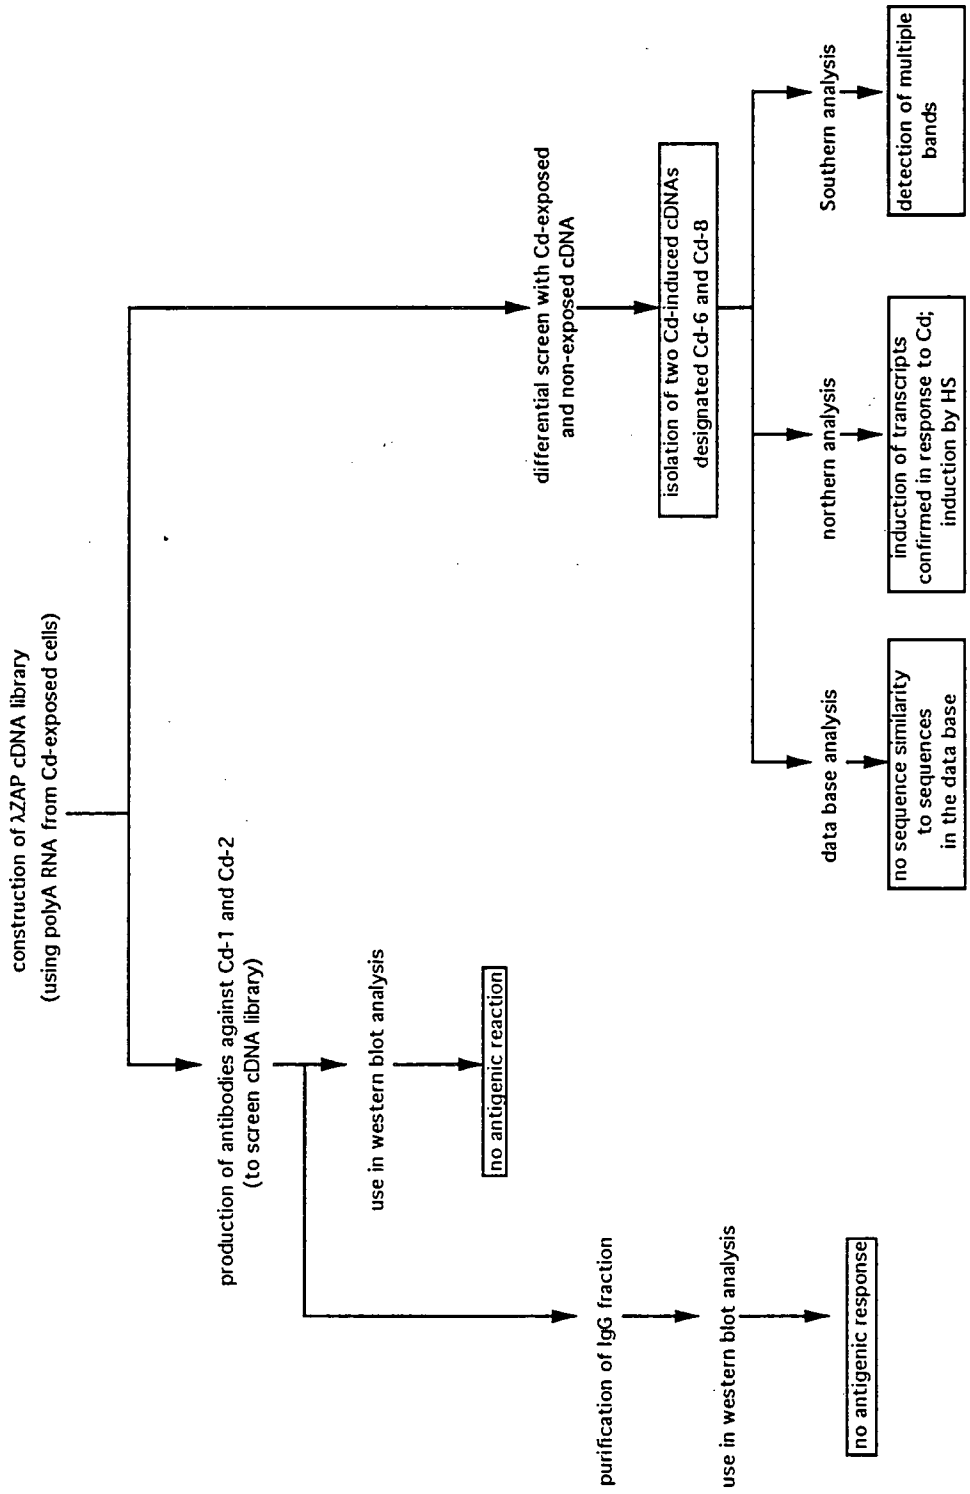 construction of λZAP cDNA library
(using polyA RNA from Cd-exposed cells)
production of antibodies against Cd-1 and Cd-2
(to screen cDNA library)
use in western blot analysis
no antigenic reaction
purification of IgG fraction
use in western blot analysis
no antigenic response
differential screen with Cd-exposed
and non-exposed cDNA
isolation of two Cd-induced cDNAs
designated Cd-6 and Cd-8
data base analysis
no sequence similarity
to sequences
in the data base
northern analysis
induction of transcripts
confirmed in response to Cd;
induction by HS
Southern analysis
detection of multiple
bands